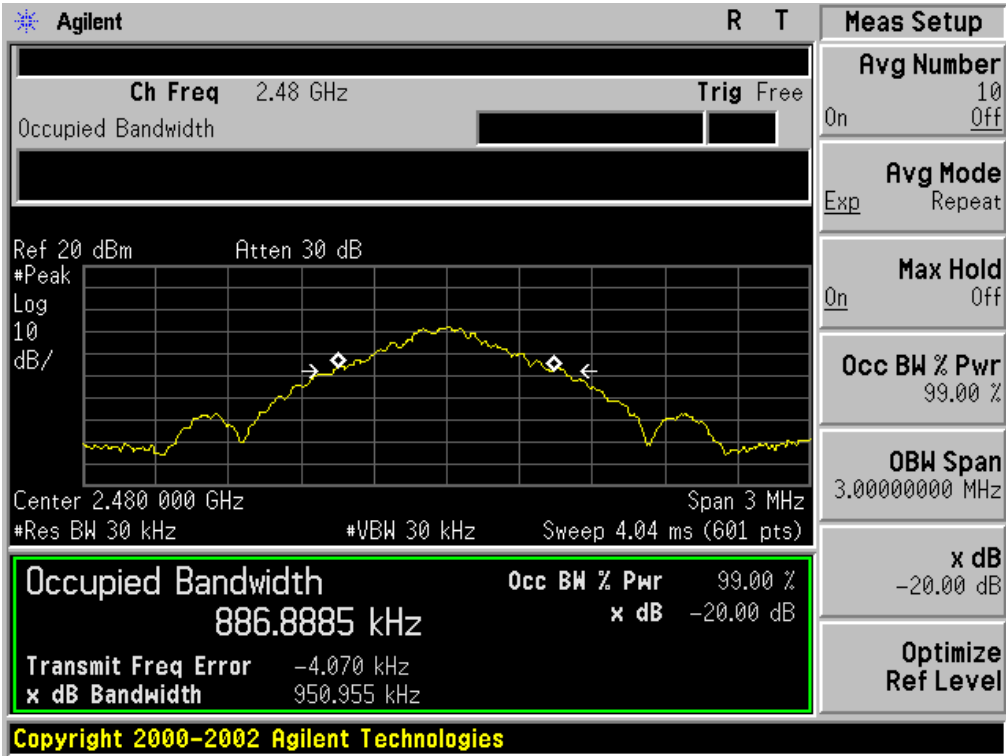 Agilent R T
Ch Freq 2.48 GHz Trig Free
Occupied Bandwidth
Ref 20 dBm Atten 30 dB
#Peak
Log
10
dB/
Center 2.480 000 GHz Span 3 MHz
#Res BW 30 kHz #VBW 30 kHz Sweep 4.04 ms (601 pts)
Occupied Bandwidth Occ BW % Pwr 99.00 %
886.8885 kHz x dB -20.00 dB
Transmit Freq Error -4.070 kHz
x dB Bandwidth 950.955 kHz
Copyright 2000-2002 Agilent Technologies
Meas Setup
Avg Number
10
On Off
Avg Mode
Exp Repeat
Max Hold
On Off
Occ BW % Pwr
99.00 %
OBW Span
3.00000000 MHz
x dB
-20.00 dB
Optimize
Ref Level